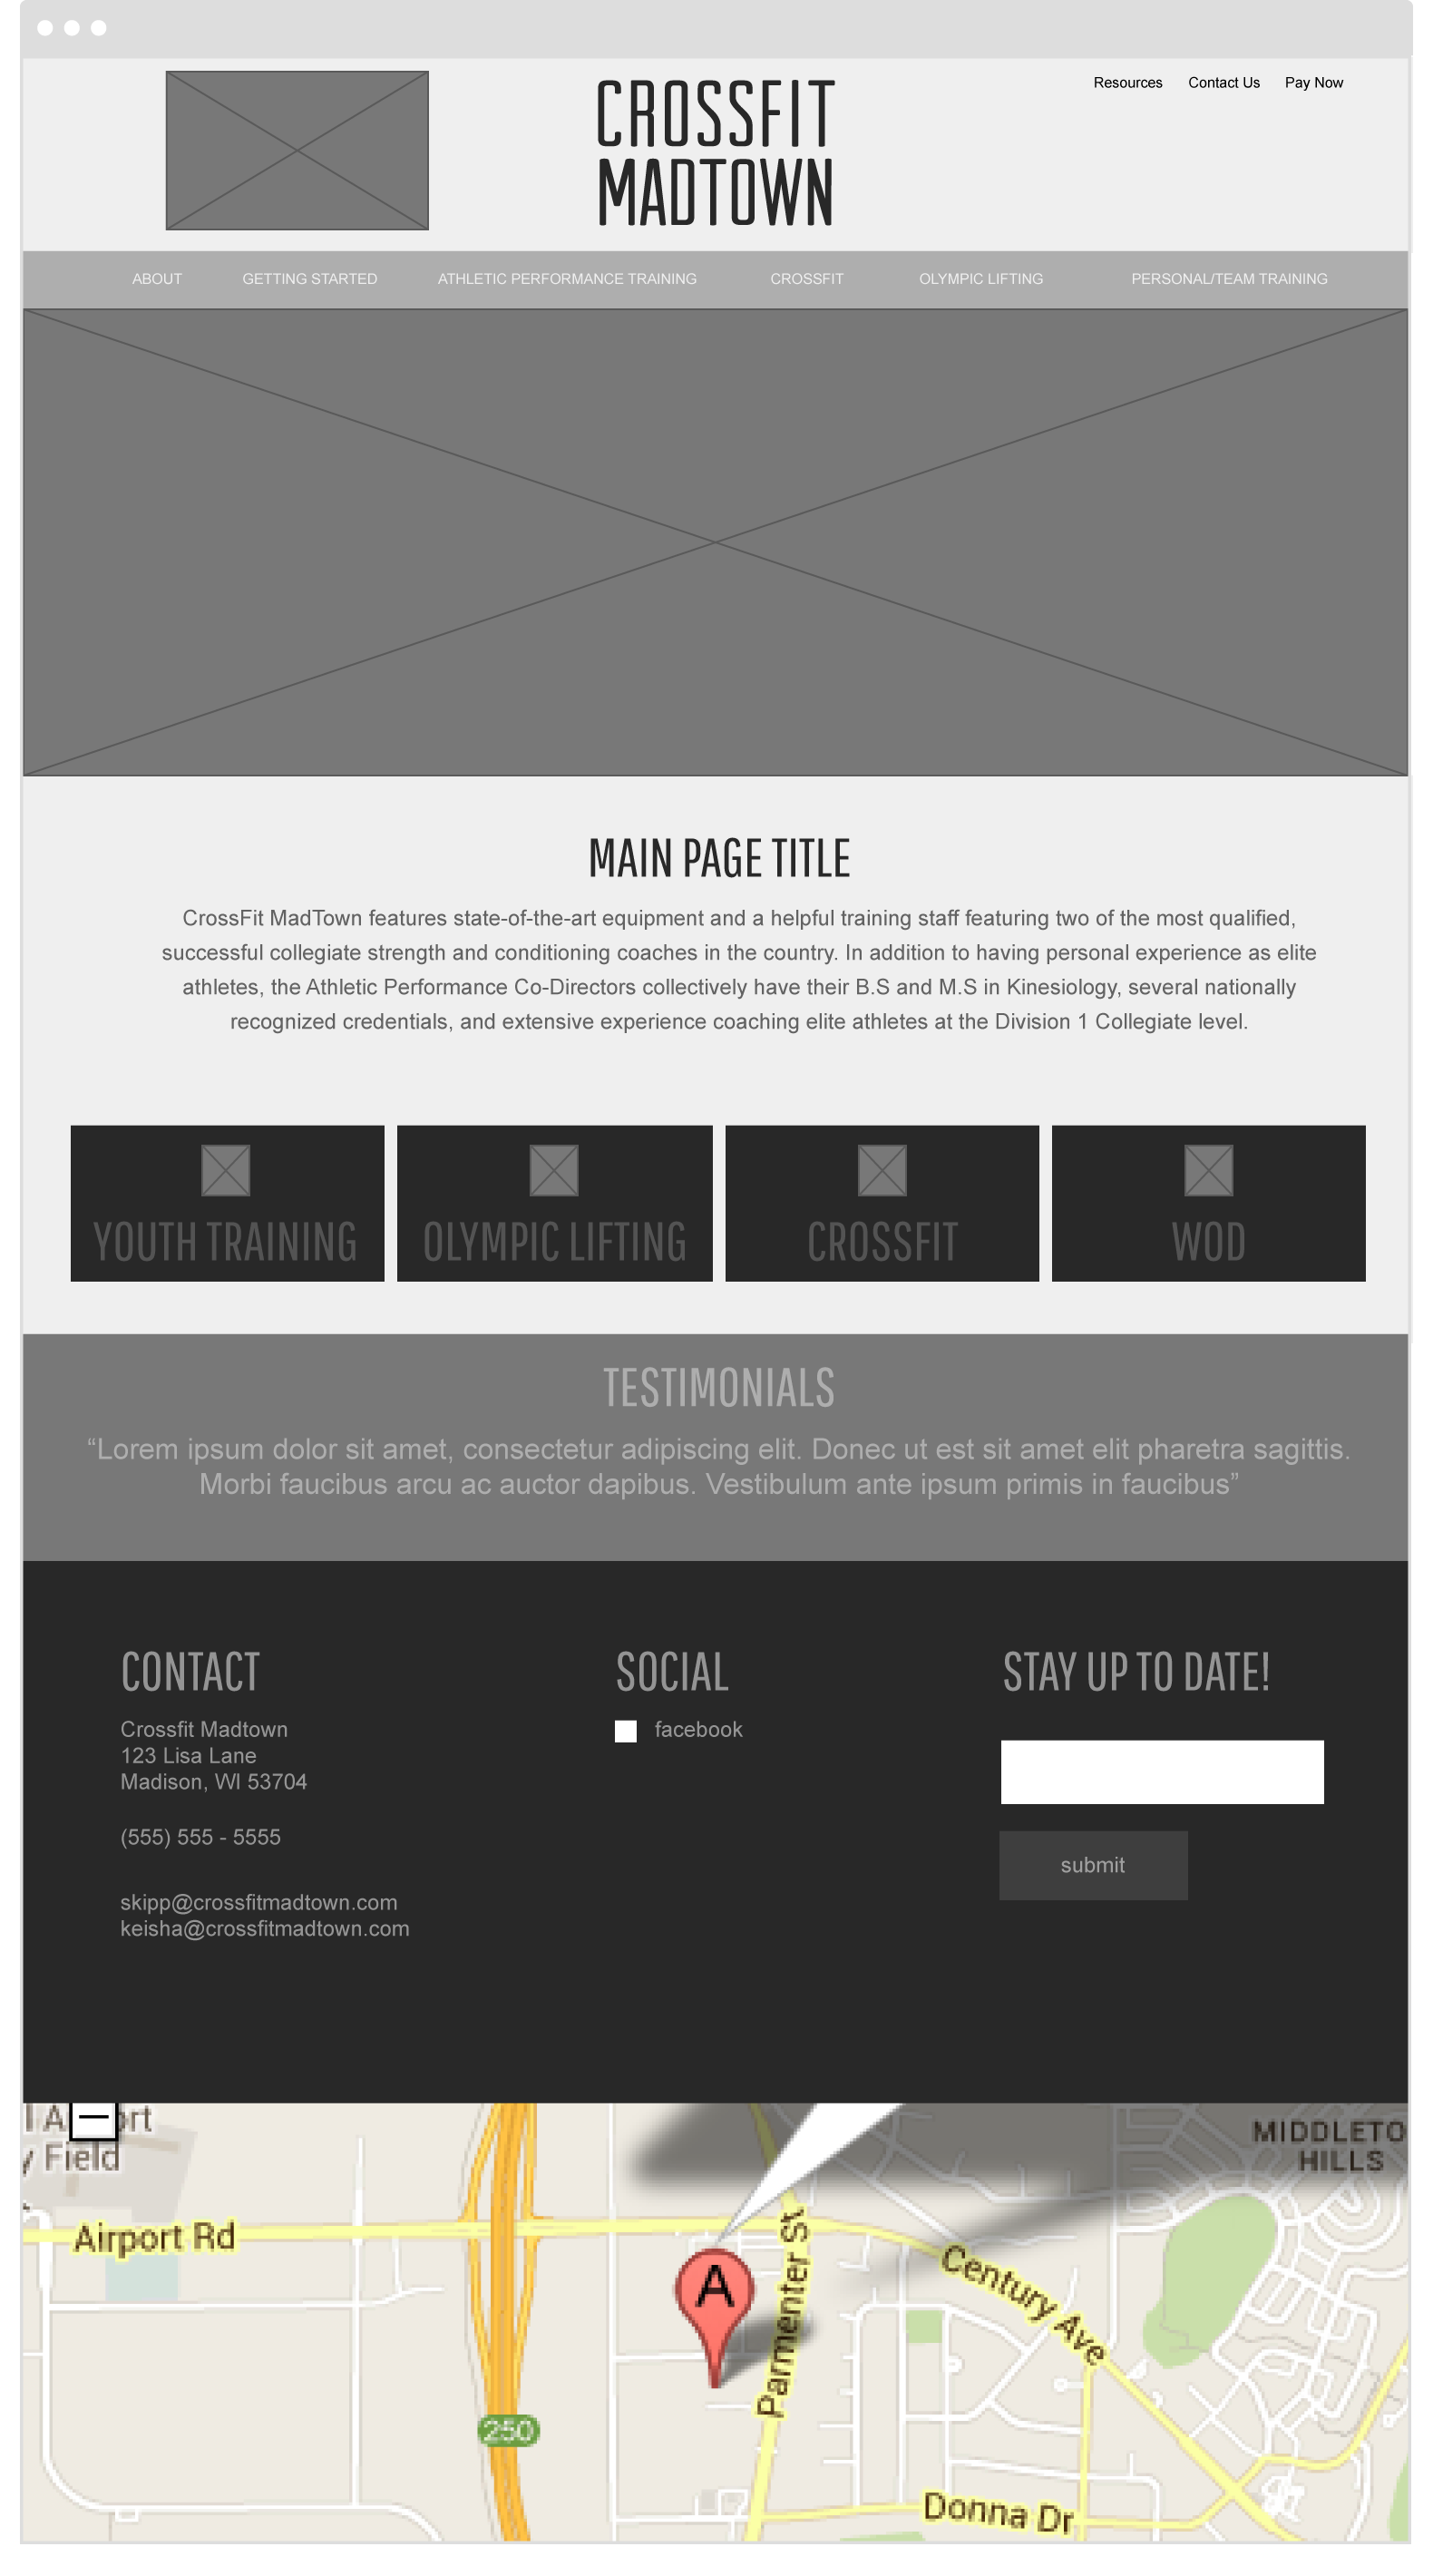 CROSSFIT
MADTOWN
Resources Contact Us Pay Now
ABOUT GETTING STARTED ATHLETIC PERFORMANCE TRAINING CROSSFIT OLYMPIC LIFTING PERSONAL/TEAM TRAINING
MAIN PAGE TITLE
CrossFit MadTown features state-of-the-art equipment and a helpful training staff featuring two of the most qualified,
successful collegiate strength and conditioning coaches in the country. In addition to having personal experience as elite
athletes, the Athletic Performance Co-Directors collectively have their B.S and M.S in Kinesiology, several nationally
recognized credentials, and extensive experience coaching elite athletes at the Division 1 Collegiate level.
YOUTH TRAINING OLYMPIC LIFTING CROSSFIT WOD
TESTIMONIALS
“Lorem ipsum dolor sit amet, consectetur adipiscing elit. Donec ut est sit amet elit pharetra sagittis.
Morbi faucibus arcu ac auctor dapibus. Vestibulum ante ipsum primis in faucibus”
CONTACT
Crossfit Madtown
123 Lisa Lane
Madison, WI 53704
(555) 555 - 5555
skipp@crossfitmadtown.com
keisha@crossfitmadtown.com
SOCIAL
facebook
STAY UP TO DATE!
submit
Field
MIDDLETO
HILLS
Airport Rd
Parmenter St
Century Ave
A
250
Donna Dr